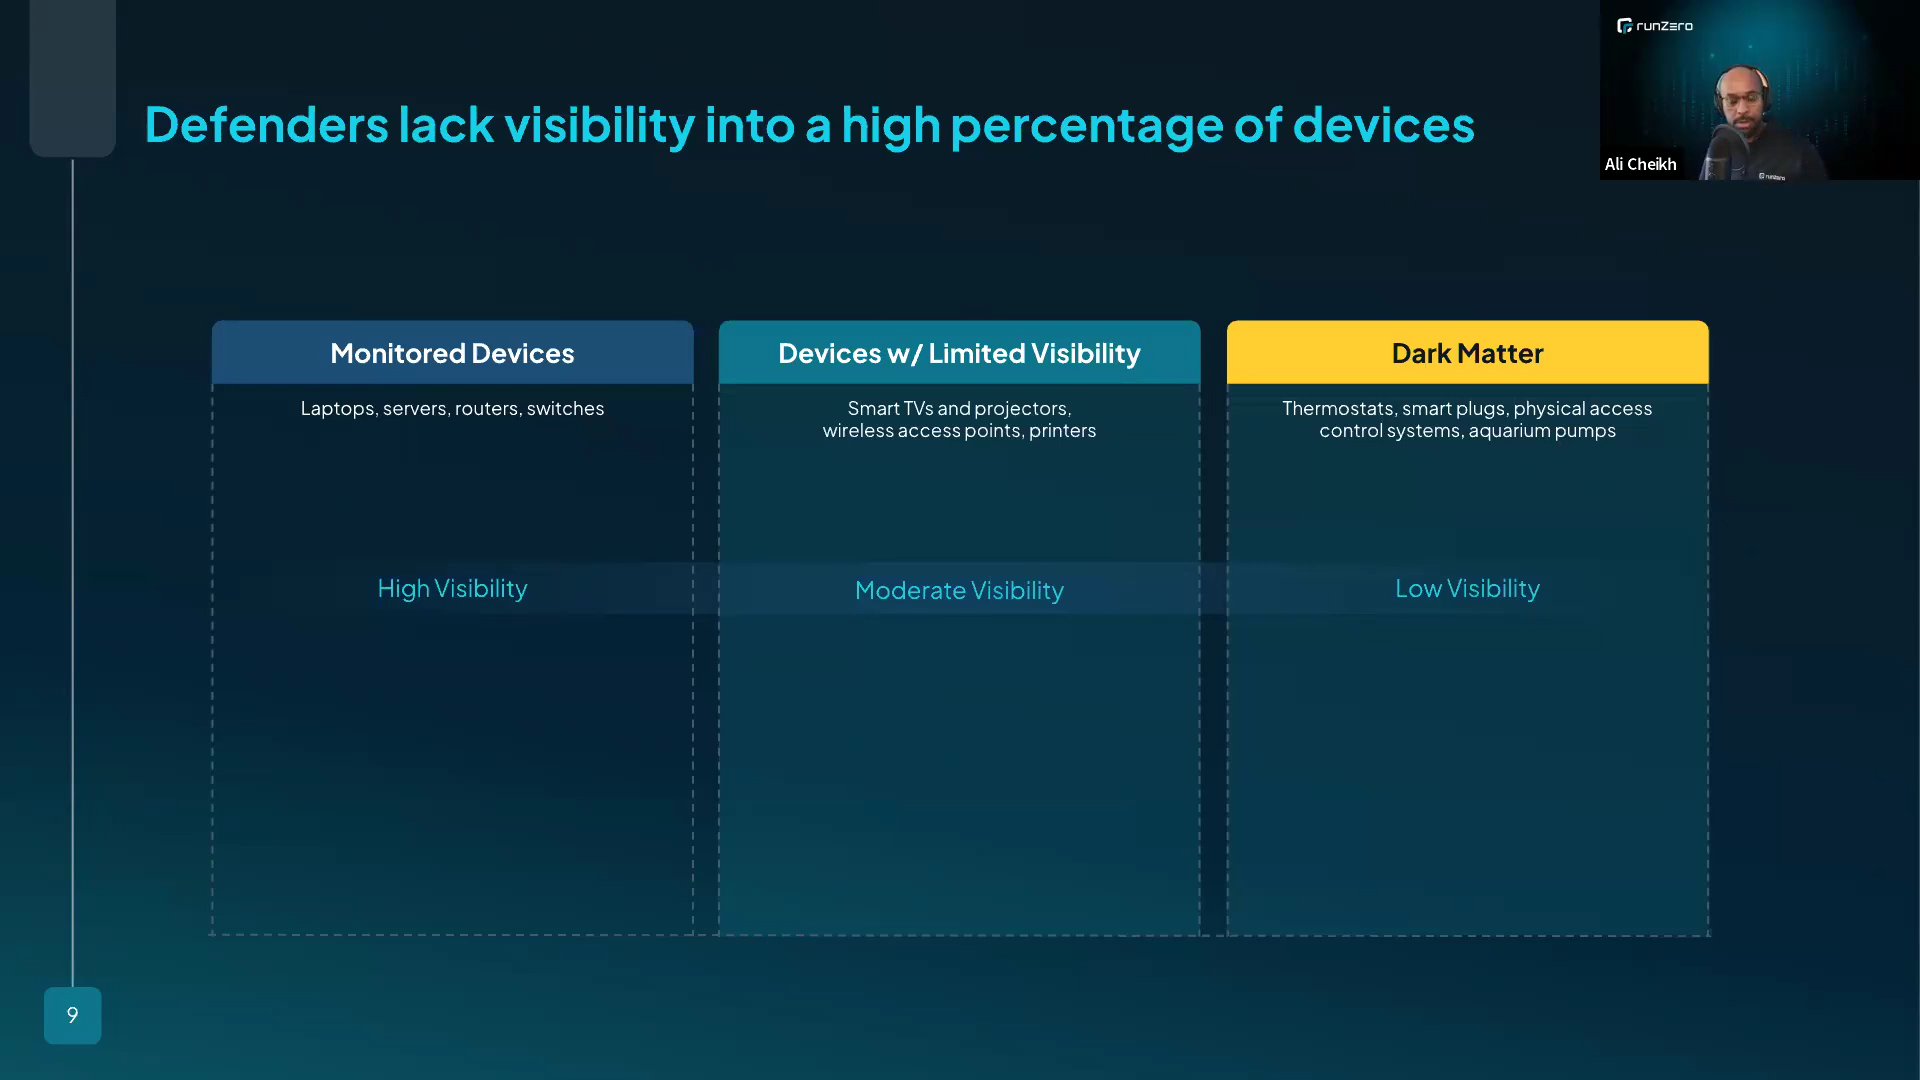 Defenders lack visibility into a high percentage of devices
runZero
Ali Cheikh
runZero
Monitored Devices
Laptops, servers, routers, switches
High Visibility
Devices w/ Limited Visibility
Smart TVs and projectors,
wireless access points, printers
Moderate Visibility
Dark Matter
Thermostats, smart plugs, physical access
control systems, aquarium pumps
Low Visibility
9